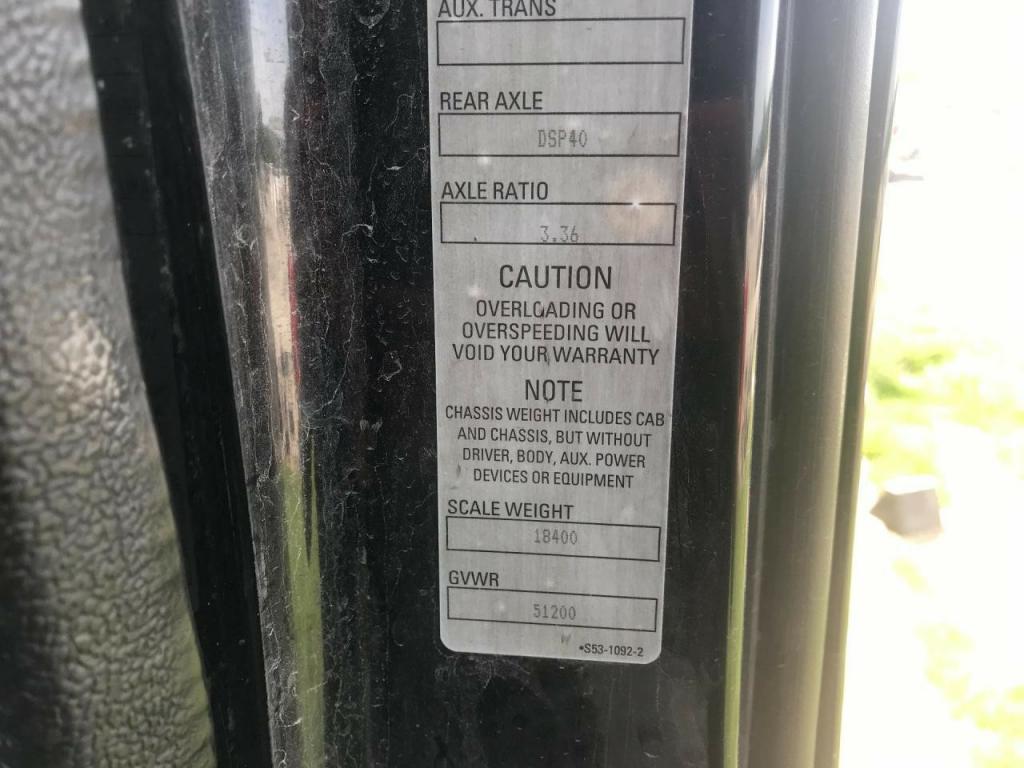 AUX. TRANS
REAR AXLE
DSP40
AXLE RATIO
3.36
CAUTION
OVERLOADING OR
OVERSPEEDING WILL
VOID YOUR WARRANTY
NOTE
CHASSIS WEIGHT INCLUDES CAB
AND CHASSIS, BUT WITHOUT
DRIVER, BODY, AUX. POWER
DEVICES OR EQUIPMENT
SCALE WEIGHT
18400
GVWR
51200
•S53-1092-2